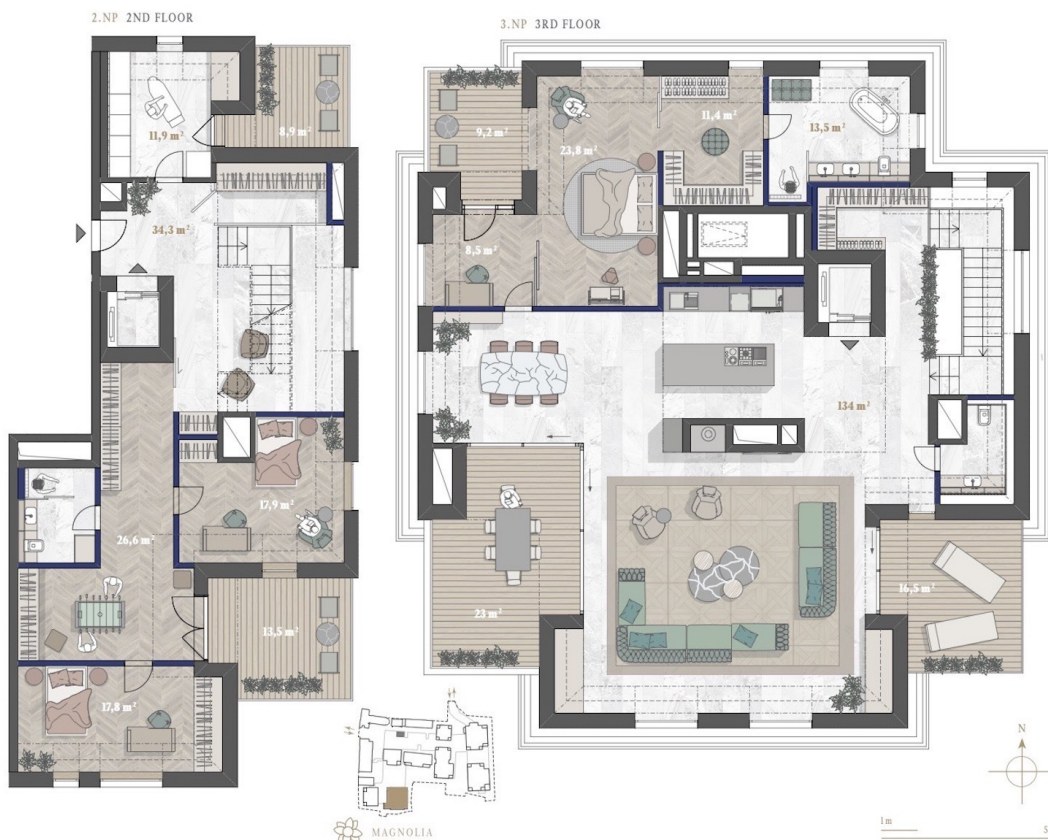 2.NP 2ND FLOOR
3.NP 3RD FLOOR
11,9 m²
8,9 m²
34,3 m²
17,9 m²
26,6 m²
13,5 m²
17,8 m²
9,2 m²
23,8 m²
11,4 m²
13,5 m²
8,5 m²
134 m²
23 m²
16,5 m²
MAGNOLIA
N
1m
5